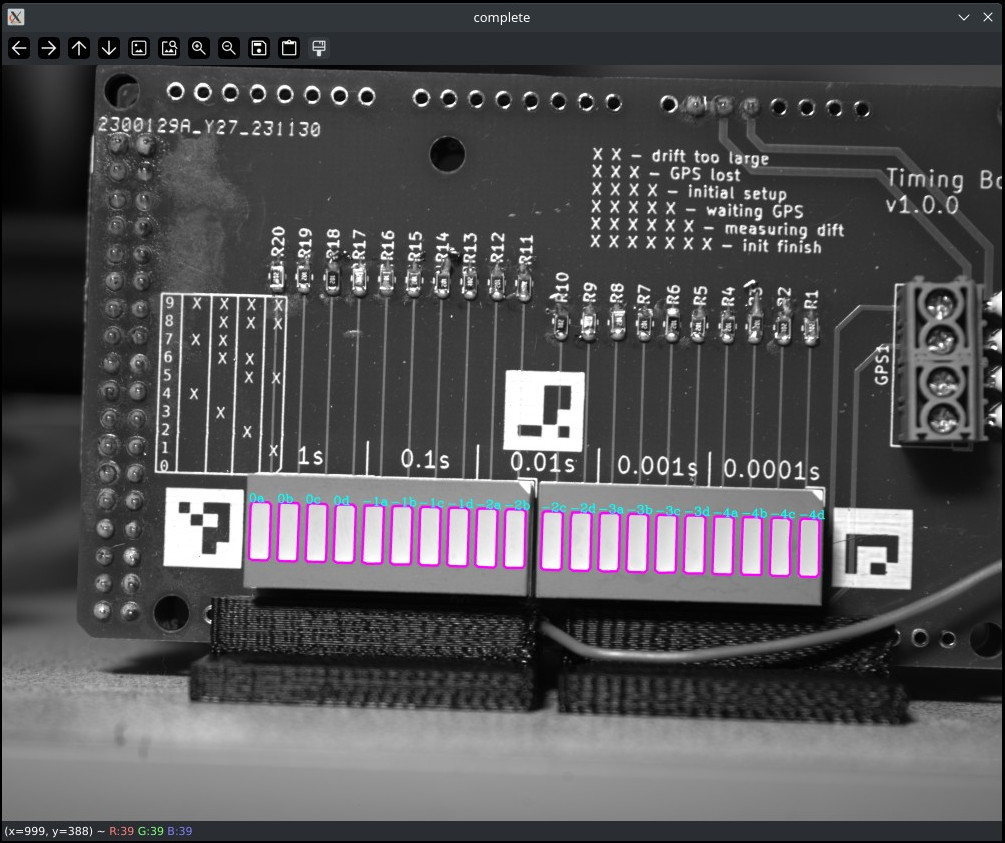 complete
2300129A_Y27_231130
X X – drift too large
X X X – GPS lost
X X X X – initial setup
X X X X X – waiting GPS
X X X X X X – measuring dift
X X X X X X X – init finish
Timing Bo
v1.0.0
R20 R19 R18 R17 R16 R15 R14 R13 R12 R11
R10 R9 R8 R7 R6 R5 R4 R3 R2 R1
GPS1
9 X X X X
8 X X X
7 X X X
6 X X
5 X X
4 X
3 X
2 X
1 X
0
1s | 0.1s | 0.01s | 0.001s | 0.0001s
0a 0b 0c 0d -1a -1b -1c -1d -2a -2b -2c -2d -3a -3b -3c -3d -4a -4b -4c -4d
(x=999, y=388) ~ R:39 G:39 B:39